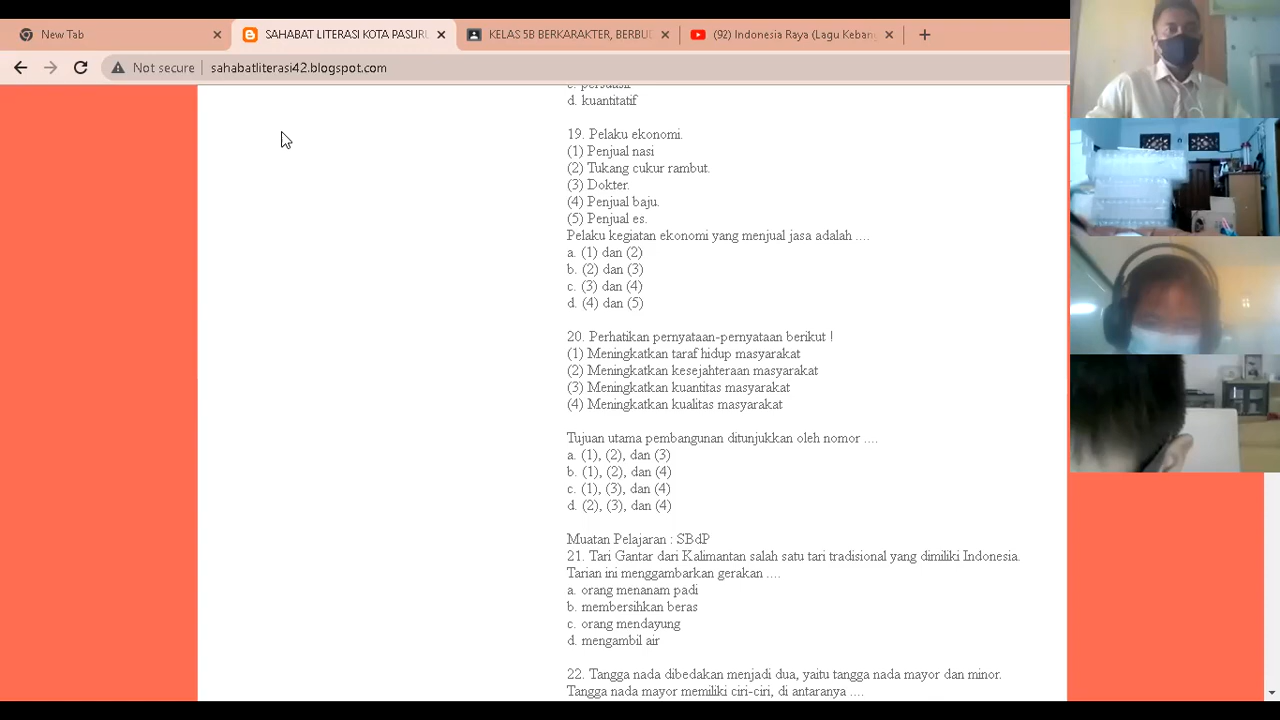 New Tab
SAHABAT LITERASI KOTA PASURU
KELAS 5B BERKARAKTER, BERBUD
(92) Indonesia Raya (Lagu Kebang
Not secure
sahabatliterasi42.blogspot.com
c. persuasif
d. kuantitatif
19. Pelaku ekonomi.
(1) Penjual nasi
(2) Tukang cukur rambut.
(3) Dokter.
(4) Penjual baju.
(5) Penjual es.
Pelaku kegiatan ekonomi yang menjual jasa adalah ....
a. (1) dan (2)
b. (2) dan (3)
c. (3) dan (4)
d. (4) dan (5)
20. Perhatikan pernyataan-pernyataan berikut !
(1) Meningkatkan taraf hidup masyarakat
(2) Meningkatkan kesejahteraan masyarakat
(3) Meningkatkan kuantitas masyarakat
(4) Meningkatkan kualitas masyarakat
Tujuan utama pembangunan ditunjukkan oleh nomor ....
a. (1), (2), dan (3)
b. (1), (2), dan (4)
c. (1), (3), dan (4)
d. (2), (3), dan (4)
Muatan Pelajaran : SBdP
21. Tari Gantar dari Kalimantan salah satu tari tradisional yang dimiliki Indonesia.
Tarian ini menggambarkan gerakan ....
a. orang menanam padi
b. membersihkan beras
c. orang mendayung
d. mengambil air
22. Tangga nada dibedakan menjadi dua, yaitu tangga nada mayor dan minor.
Tangga nada mayor memiliki ciri-ciri, di antaranya ....